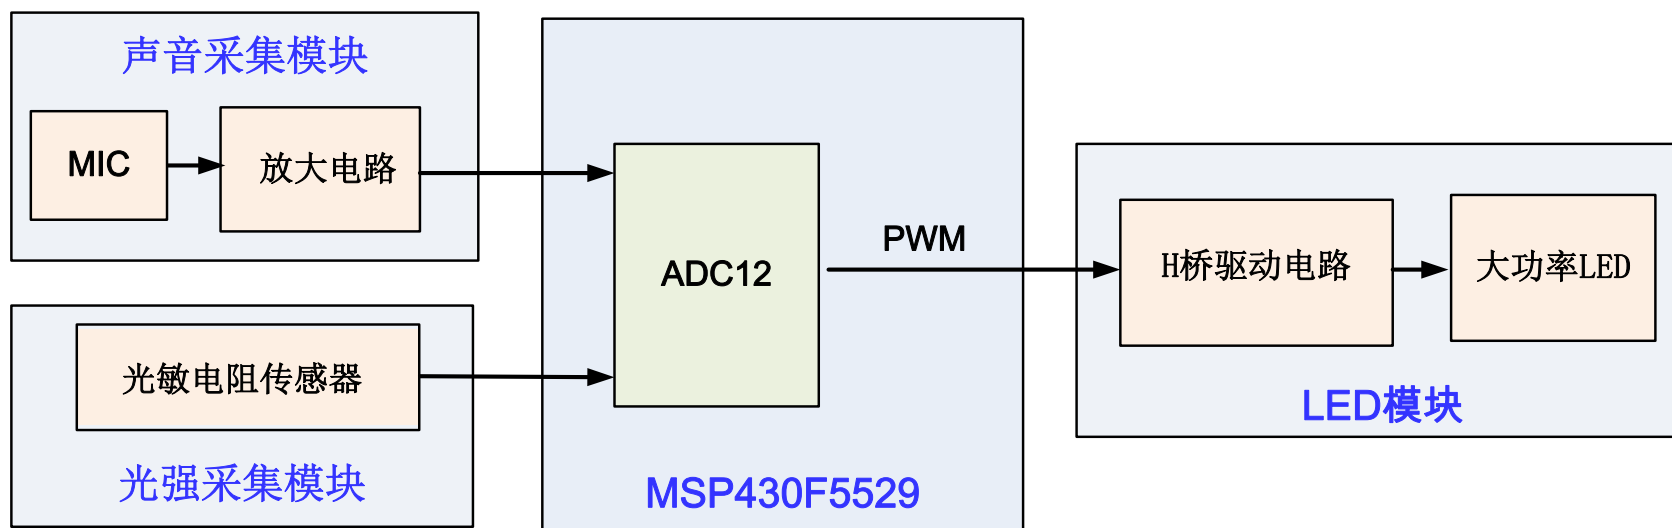 声音采集模块
MIC
放大电路
光敏电阻传感器
光强采集模块
ADC12
MSP430F5529
PWM
H桥驱动电路
大功率LED
LED模块